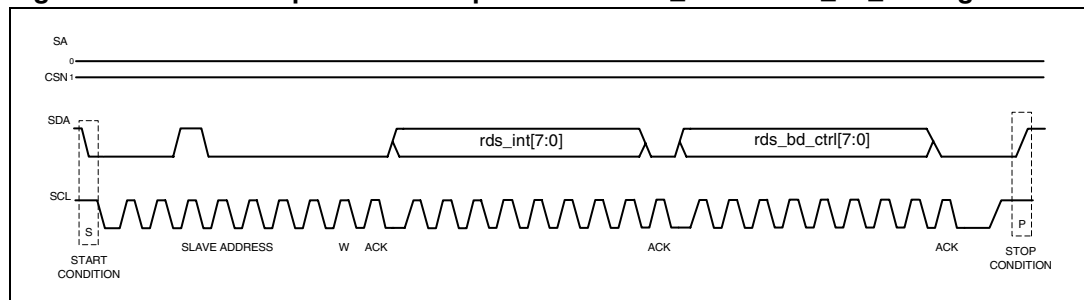 SA
0
CSN 1
SDA
rds_int[7:0] rds_bd_ctrl[7:0]
SCL
S P
SLAVE ADDRESS W ACK ACK ACK
START
CONDITION
STOP
CONDITION